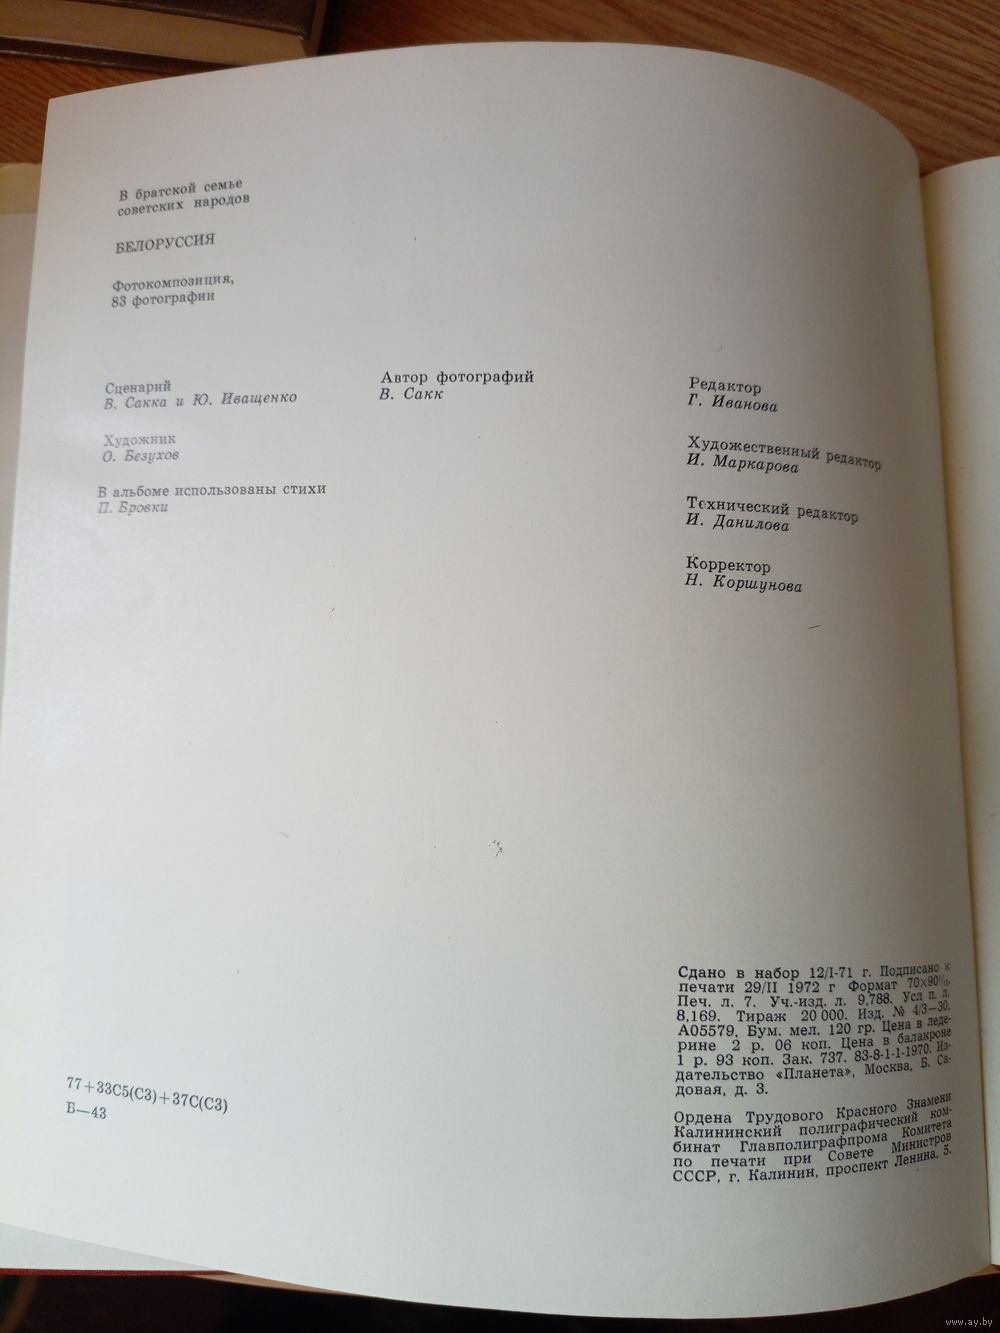 В братской семье
советских народов
БЕЛОРУССИЯ
Фотокомпозиция,
83 фотографии
Сценарий
В. Сакка и Ю. Иващенко
Художник
О. Безухов
В альбоме использованы стихи
П. Бровки
Автор фотографий
В. Сакк
Редактор
Г. Иванова
Художественный редактор
И. Маркарова
Технический редактор
И. Данилова
Корректор
Н. Коршунова
77+33С5(С3)+37С(С3)
Б—43
Сдано в набор 12/I-71 г. Подписано к
печати 29/II 1972 г Формат 70×90¹/₁₂.
Печ. л. 7. Уч.-изд. л. 9,788. Усл п. л.
8,169. Тираж 20 000. Изд. № 4/3—30.
А05579. Бум. мел. 120 гр. Цена в леде-
рине 2 р. 06 коп. Цена в балакроне
1 р. 93 коп. Зак. 737. 83-8-1-1-1970. Из-
дательство «Планета», Москва, Б. Са-
довая, д. 3.
Ордена Трудового Красного Знамени
Калининский полиграфический ком-
бинат Главполиграфпрома Комитета
по печати при Совете Министров
СССР, г. Калинин, проспект Ленина, 5.
www.ay.by